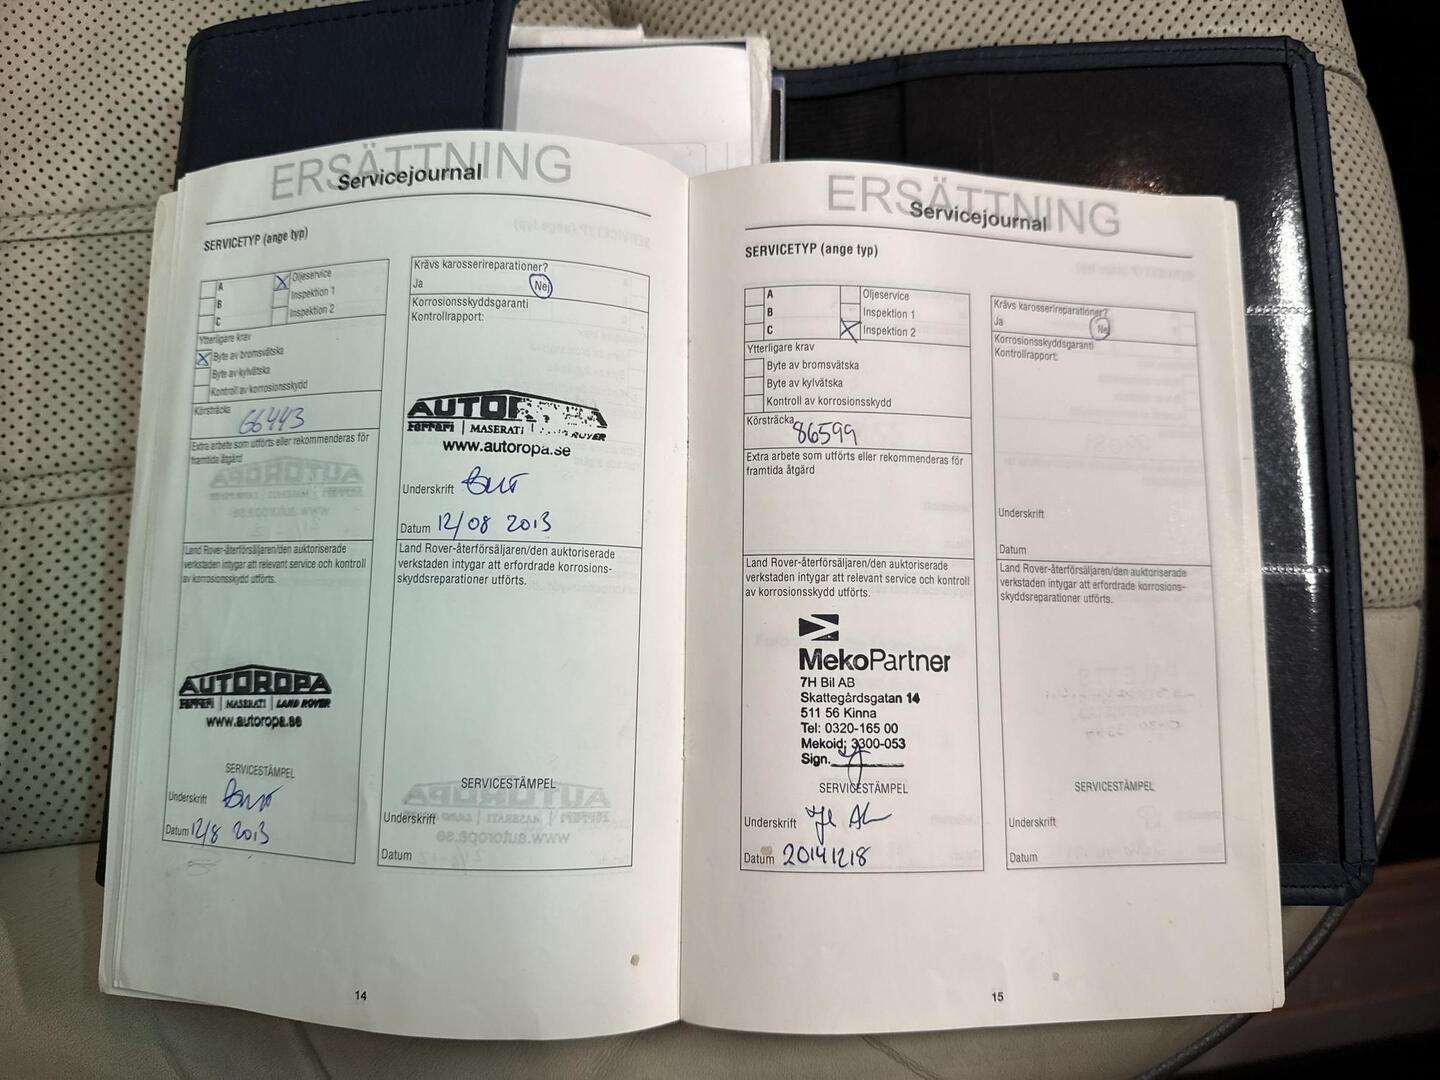 ERSÄTTNING
Servicejournal
SERVICETYP (ange typ)
A
B
C
Oljeservice
Inspektion 1
Inspektion 2
Ytterligare krav
Byte av bromsvätska
Byte av kylvätska
Kontroll av korrosionsskydd
Körsträcka
66443
Extra arbete som utförts eller rekommenderas för
framtida åtgärd
Land Rover-återförsäljaren/den auktoriserade
verkstaden intygar att relevant service och kontroll
av korrosionsskydd utförts.
AUTOROPA
Ferrari | MASERATI | LAND ROVER
www.autoropa.se
SERVICESTÄMPEL
Underskrift
Datum 12/8 2013
Krävs karosserireparationer?
Ja
Nej
Korrosionsskyddsgaranti
Kontrollrapport:
Ferrari | MASERATI
www.autoropa.se
Underskrift
Datum 12/08 2013
Land Rover-återförsäljaren/den auktoriserade
verkstaden intygar att erfordrade korrosions-
skyddsreparationer utförts.
SERVICESTÄMPEL
Underskrift
Datum
14
ERSÄTTNING
Servicejournal
SERVICETYP (ange typ)
A
B
C
Oljeservice
Inspektion 1
Inspektion 2
Ytterligare krav
Byte av bromsvätska
Byte av kylvätska
Kontroll av korrosionsskydd
Körsträcka
86599
Extra arbete som utförts eller rekommenderas för
framtida åtgärd
Land Rover-återförsäljaren/den auktoriserade
verkstaden intygar att relevant service och kontroll
av korrosionsskydd utförts.
MekoPartner
7H Bil AB
Skattegårdsgatan 14
511 56 Kinna
Tel: 0320-165 00
Mekoid: 3300-053
Sign.
SERVICESTÄMPEL
Underskrift
Datum 20141218
Krävs karosserireparationer?
Ja
Nej
Korrosionsskyddsgaranti
Kontrollrapport:
Underskrift
Datum
Land Rover-återförsäljaren/den auktoriserade
verkstaden intygar att erfordrade korrosions-
skyddsreparationer utförts.
SERVICESTÄMPEL
Underskrift
Datum
15